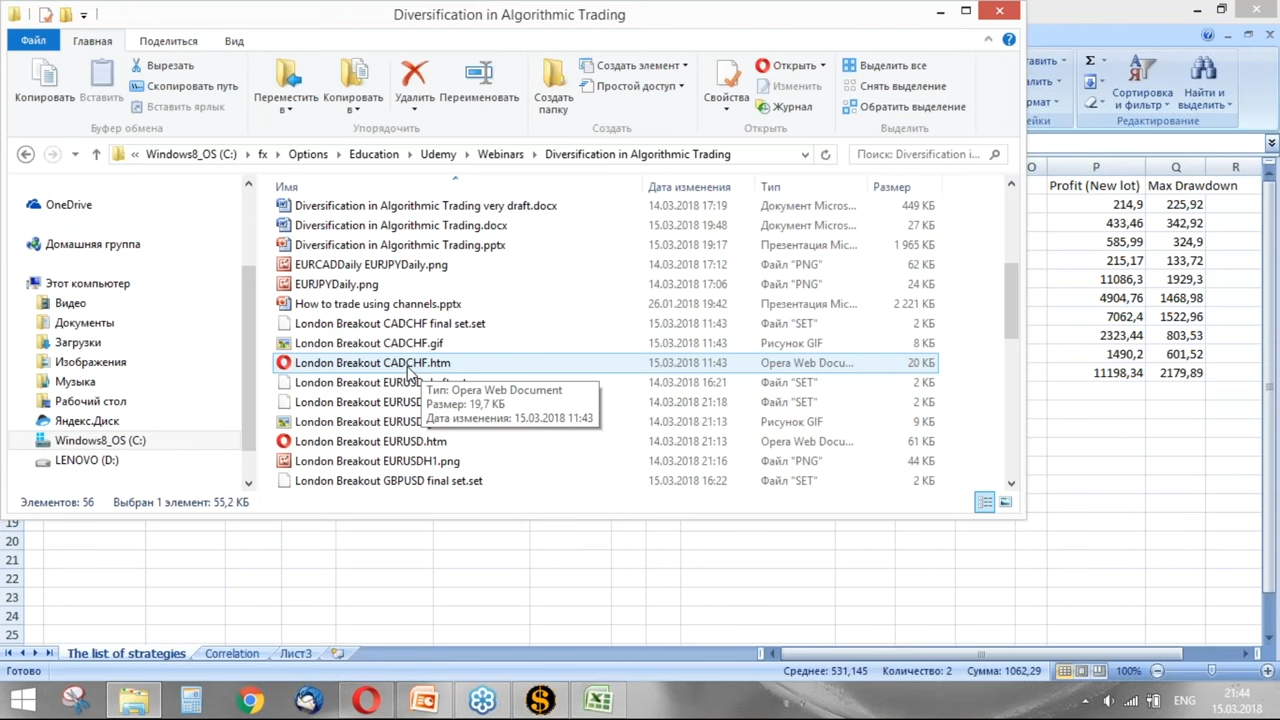 Diversification in Algorithmic Trading
Файл Главная Поделиться Вид
Копировать Вставить Вырезать Скопировать путь Вставить ярлык
Переместить в Копировать в Удалить Переименовать
Создать папку Создать элемент Простой доступ
Свойства Открыть Изменить Журнал
Выделить все Снять выделение Обратить выделение
Буфер обмена Упорядочить Создать Открыть Выделить
Сортировка и фильтр Найти и выделить
Редактирование
« Windows8_OS (C:) Options Education Udemy Webinars Diversification in Algorithmic Trading
fx
Поиск: Diversification i...
Имя Дата изменения Тип Размер
Diversification in Algorithmic Trading very draft.docx 14.03.2018 17:19 Документ Micros... 449 КБ
Diversification in Algorithmic Trading.docx 15.03.2018 19:48 Документ Micros... 27 КБ
Diversification in Algorithmic Trading.pptx 15.03.2018 19:17 Презентация Mic... 1 965 КБ
EURCADDaily EURJPYDaily.png 14.03.2018 17:12 Файл "PNG" 62 КБ
EURJPYDaily.png 14.03.2018 17:06 Файл "PNG" 24 КБ
How to trade using channels.pptx 26.01.2018 19:42 Презентация Mic... 2 221 КБ
London Breakout CADCHF final set.set 15.03.2018 11:43 Файл "SET" 2 КБ
London Breakout CADCHF.gif 15.03.2018 11:43 Рисунок GIF 8 КБ
London Breakout CADCHF.htm 15.03.2018 11:43 Opera Web Docu... 20 КБ
London Breakout EURUSD 14.03.2018 16:21 Файл "SET" 2 КБ
London Breakout EURUSD 14.03.2018 21:18 Файл "SET" 2 КБ
London Breakout EURUSD 14.03.2018 21:13 Рисунок GIF 9 КБ
London Breakout EURUSD.htm 14.03.2018 21:13 Opera Web Docu... 61 КБ
London Breakout EURUSDH1.png 14.03.2018 21:16 Файл "PNG" 44 КБ
London Breakout GBPUSD final set.set 15.03.2018 16:22 Файл "SET" 2 КБ
Тип: Opera Web Document
Размер: 19,7 КБ
Дата изменения: 15.03.2018 11:43
OneDrive
Домашняя группа
Этот компьютер
Видео
Документы
Загрузки
Изображения
Музыка
Рабочий стол
Яндекс.Диск
Windows8_OS (C:)
LENOVO (D:)
Элементов: 56 Выбран 1 элемент: 55,2 КБ
O P Q R
Profit (New lot) Max Drawdown
214,9 225,92
433,46 342,92
585,99 324,9
215,17 133,72
11086,3 1929,3
4904,76 1468,98
7062,4 1522,96
2323,44 803,53
1490,2 601,52
11198,34 2179,89
19
20
21
22
23
24
25
The list of strategies Correlation Лист3
Готово Среднее: 531,145 Количество: 2 Сумма: 1062,29 100%
ENG
21:44
15.03.2018